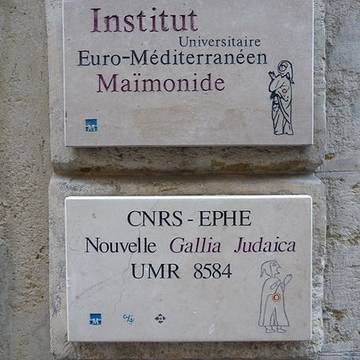 Institut
Universitaire
Euro-Méditerranéen
Maïmonide
CNRS - EPHE
Nouvelle Gallia Judaica
UMR 8584